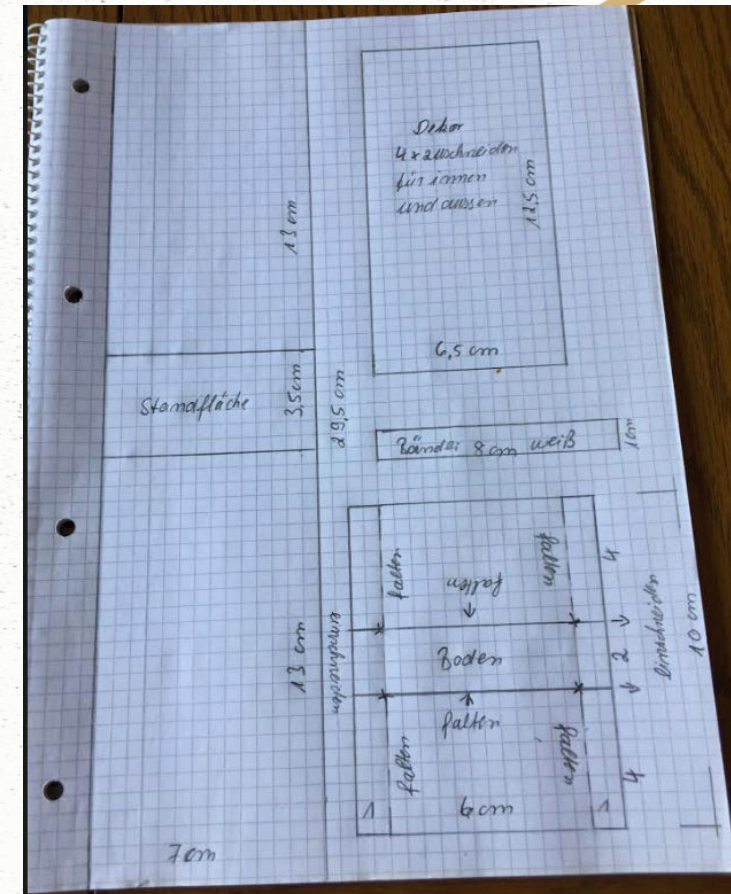 13 cm
Standfläche
3,5 cm
29,5 cm
13 cm
7 cm
Dekor
4x zuschneiden
für innen
und aussen
12,5 cm
6,5 cm
Bänder 8 cm weiß
1 cm
falten
falten
falten
4
einschneiden
Boden
2
einschneiden
10 cm
falten
falten
falten
4
1
6 cm
1